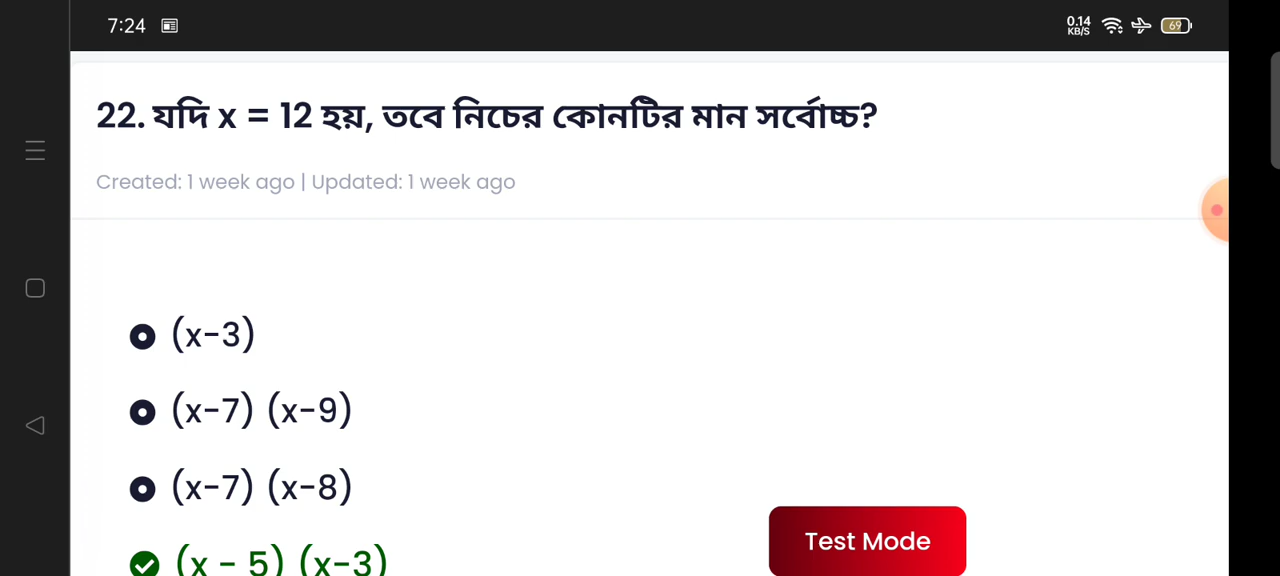 7:24
0.14
KB/S
69
22. যদি x = 12 হয়, তবে নিচের কোনটির মান সর্বোচ্চ?
Created: 1 week ago | Updated: 1 week ago
(x-3)
(x-7) (x-9)
(x-7) (x-8)
(x - 5) (x-3)
Test Mode